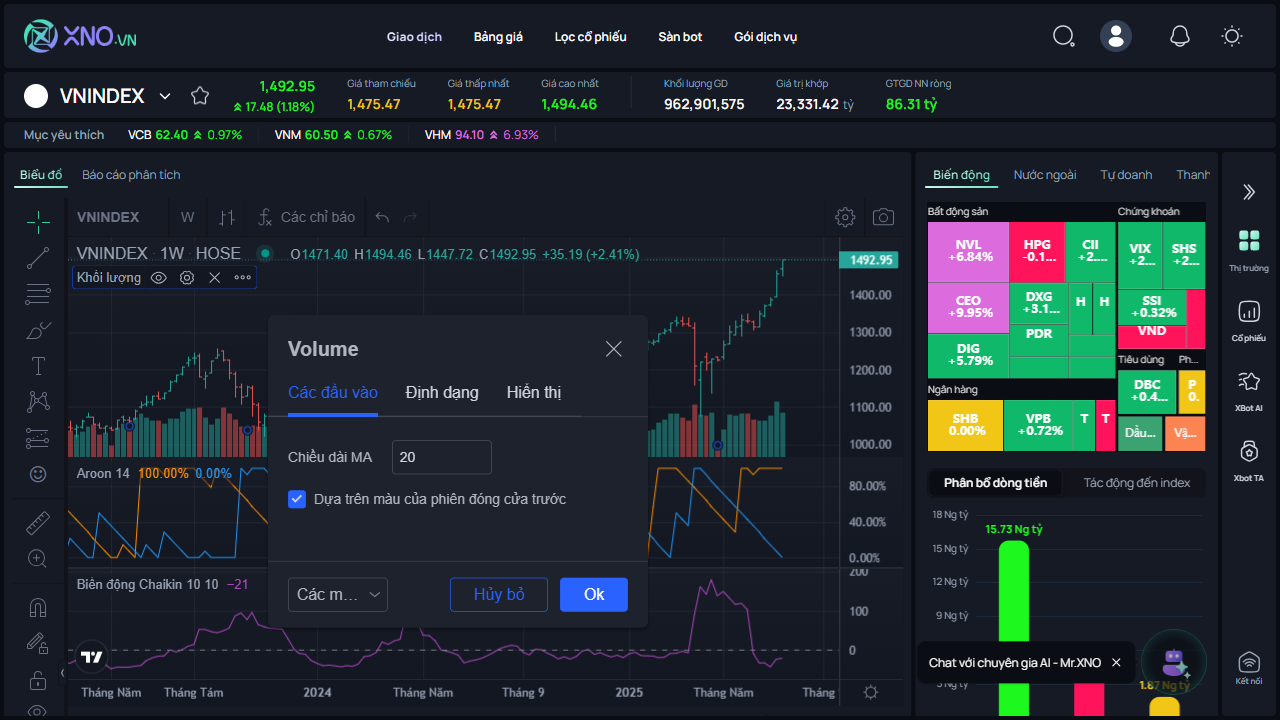 XNO.VN
Giao dịch
Bảng giá
Lọc cổ phiếu
Sàn bot
Gói dịch vụ
VNINDEX
1,492.95
17.48 (1.18%)
Giá tham chiếu
1,475.47
Giá thấp nhất
1,475.47
Giá cao nhất
1,494.46
Khối lượng GD
962,901,575
Giá trị khớp
23,331.42 tỷ
GTGD NN ròng
86.31 tỷ
Mục yêu thích
VCB 62.40 0.97%
VNM 60.50 0.67%
VHM 94.10 6.93%
Biểu đồ
Báo cáo phân tích
VNINDEX
W
Các chỉ báo
VNINDEX · 1W · HOSE
O1471.40 H1494.46 L1447.72 C1492.95 +35.19 (+2.41%)
Khối lượng
1492.95
1400.00
1300.00
1200.00
1100.00
1000.00
Volume
Các đầu vào
Định dạng
Hiển thị
Chiều dài MA
20
Dựa trên màu của phiên đóng cửa trước
Các m...
Hủy bỏ
Ok
Aroon 14 100.00% 0.00%
80.00%
40.00%
0.00%
Biên động Chaikin 10 10 −21
200
100
0
Tháng Năm
Tháng Tám
2024
Tháng Năm
Tháng 9
2025
Tháng Năm
Tháng
Biến động
Nước ngoài
Tự doanh
Thanh
Bất động sản
NVL
+6.84%
HPG
-0.1...
CII
+2....
CEO
+9.95%
DXG
+3.1...
H
H
PDR
DIG
+5.79%
Chứng khoán
VIX
+2...
SHS
+2...
SSI
+0.32%
VND
Tiêu dùng
Ph...
DBC
+0.4...
P
0.
Ngân hàng
SHB
0.00%
VPB
+0.72%
T
T
Dầu...
Vậ...
Phân bổ dòng tiền
Tác động đến index
18 Ng tỷ
15.73 Ng tỷ
15 Ng tỷ
12 Ng tỷ
9 Ng tỷ
Chat với chuyên gia AI - Mr.XNO
1.87 Ng tỷ
Thị trường
Cổ phiếu
XBot AI
Xbot TA
Kết nối